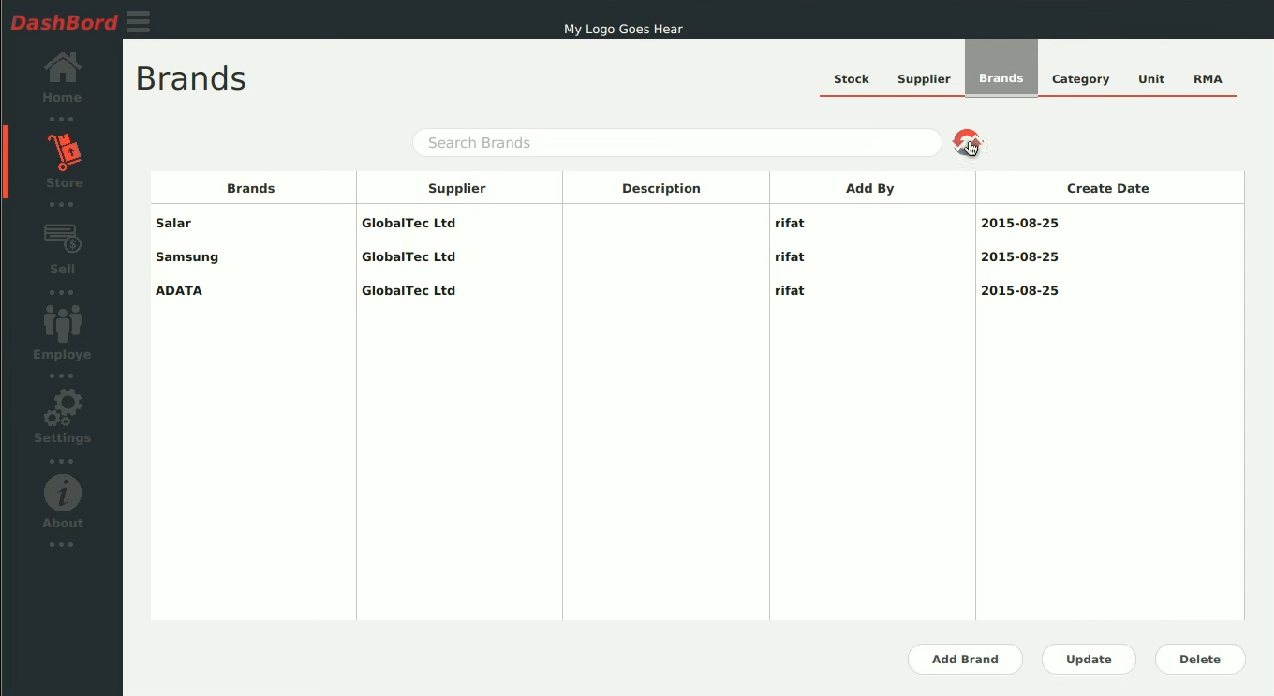 DashBord
My Logo Goes Hear
Home
Store
Sell
Employe
Settings
About
Brands
Stock Supplier Brands Category Unit RMA
Search Brands
Brands Supplier Description Add By Create Date
Salar GlobalTec Ltd rifat 2015-08-25
Samsung GlobalTec Ltd rifat 2015-08-25
ADATA GlobalTec Ltd rifat 2015-08-25
Add Brand Update Delete